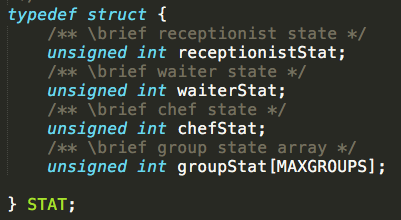 typedef struct {
    /** \brief receptionist state */
    unsigned int receptionistStat;
    /** \brief waiter state */
    unsigned int waiterStat;
    /** \brief chef state */
    unsigned int chefStat;
    /** \brief group state array */
    unsigned int groupStat[MAXGROUPS];

} STAT;